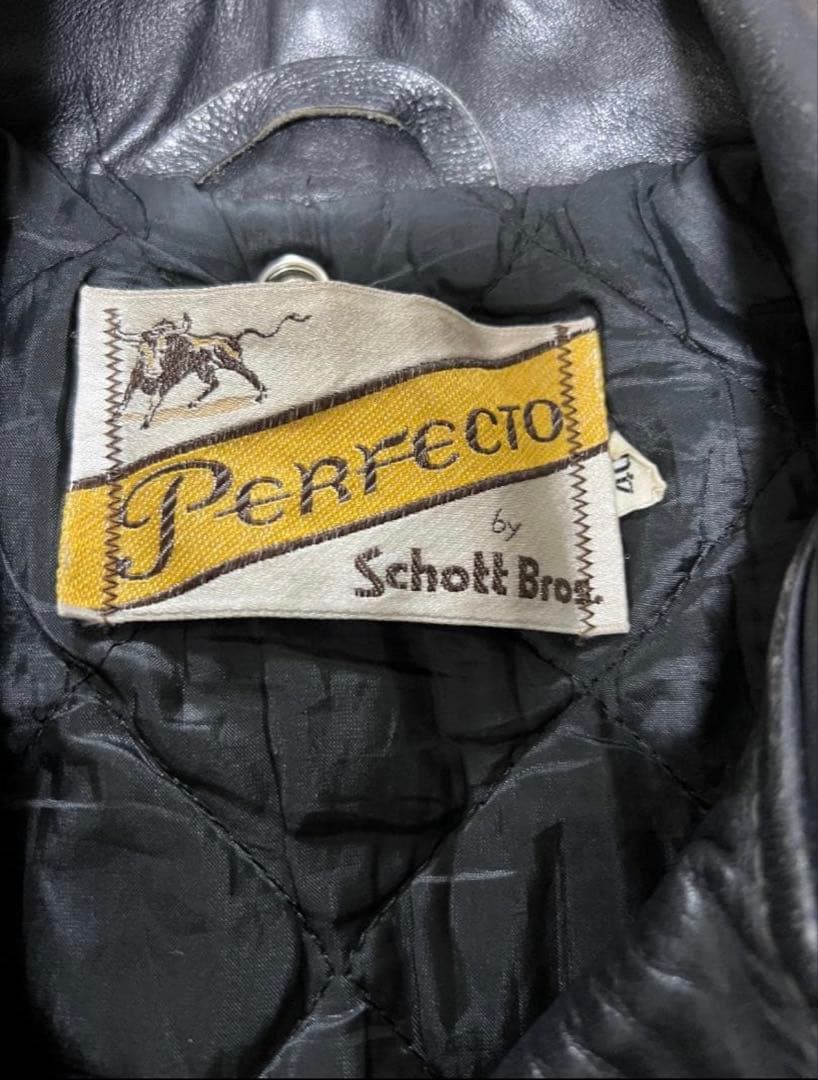 PERFECTO
by
Schott Bros.
40